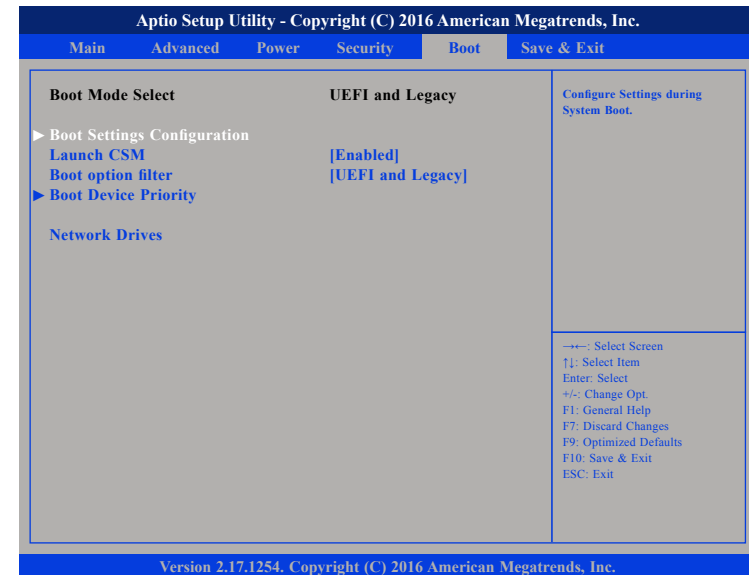 Aptio Setup Utility - Copyright (C) 2016 American Megatrends, Inc.
Main Advanced Power Security Boot Save & Exit
Boot Mode Select UEFI and Legacy
▶ Boot Settings Configuration
Launch CSM [Enabled]
Boot option filter [UEFI and Legacy]
▶ Boot Device Priority
Network Drives
Configure Settings during
System Boot.
→←: Select Screen
↑↓: Select Item
Enter: Select
+/-: Change Opt.
F1: General Help
F7: Discard Changes
F9: Optimized Defaults
F10: Save & Exit
ESC: Exit
Version 2.17.1254. Copyright (C) 2016 American Megatrends, Inc.